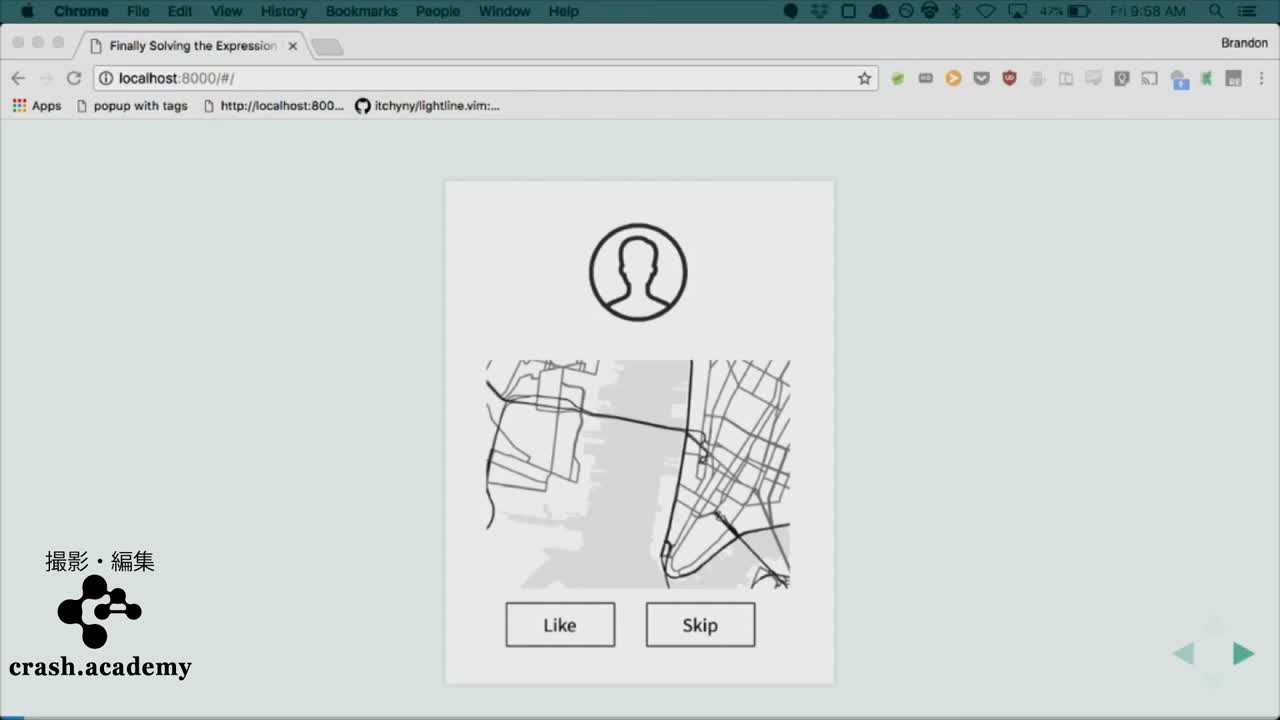 Chrome File Edit View History Bookmarks People Window Help 47% Fri 9:58 AM
Finally Solving the Expression
Brandon
localhost:8000/#/
Apps popup with tags http://localhost:800... itchyny/lightline.vim:...
Like Skip
撮影・編集
crash.academy